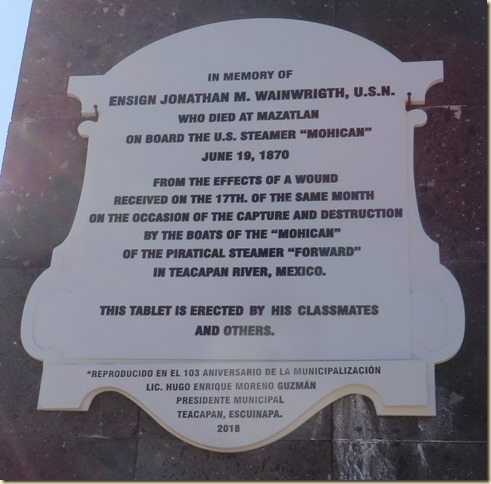 IN MEMORY OF
ENSIGN JONATHAN M. WAINWRIGTH, U.S.N.
WHO DIED AT MAZATLAN
ON BOARD THE U.S. STEAMER "MOHICAN"
JUNE 19, 1870
FROM THE EFFECTS OF A WOUND
RECEIVED ON THE 17TH. OF THE SAME MONTH
ON THE OCCASION OF THE CAPTURE AND DESTRUCTION
BY THE BOATS OF THE "MOHICAN"
OF THE PIRATICAL STEAMER "FORWARD"
IN TEACAPAN RIVER, MEXICO.
THIS TABLET IS ERECTED BY HIS CLASSMATES
AND OTHERS.
*REPRODUCIDO EN EL 103 ANIVERSARIO DE LA MUNICIPALIZACIÓN
LIC. HUGO ENRIQUE MORENO GUZMÁN
PRESIDENTE MUNICIPAL
TEACAPAN, ESCUINAPA.
2018